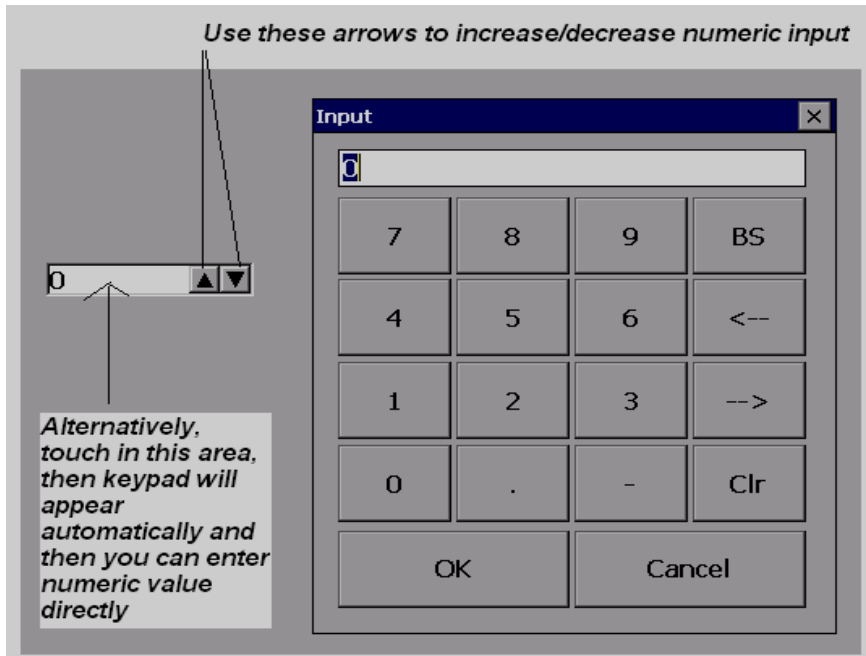 Use these arrows to increase/decrease numeric input
Input
0
7 8 9 BS
0
4 5 6 <--
1 2 3 -->
Alternatively,
touch in this area,
then keypad will
appear
automatically and
then you can enter
numeric value
directly
0 . - Clr
OK Cancel